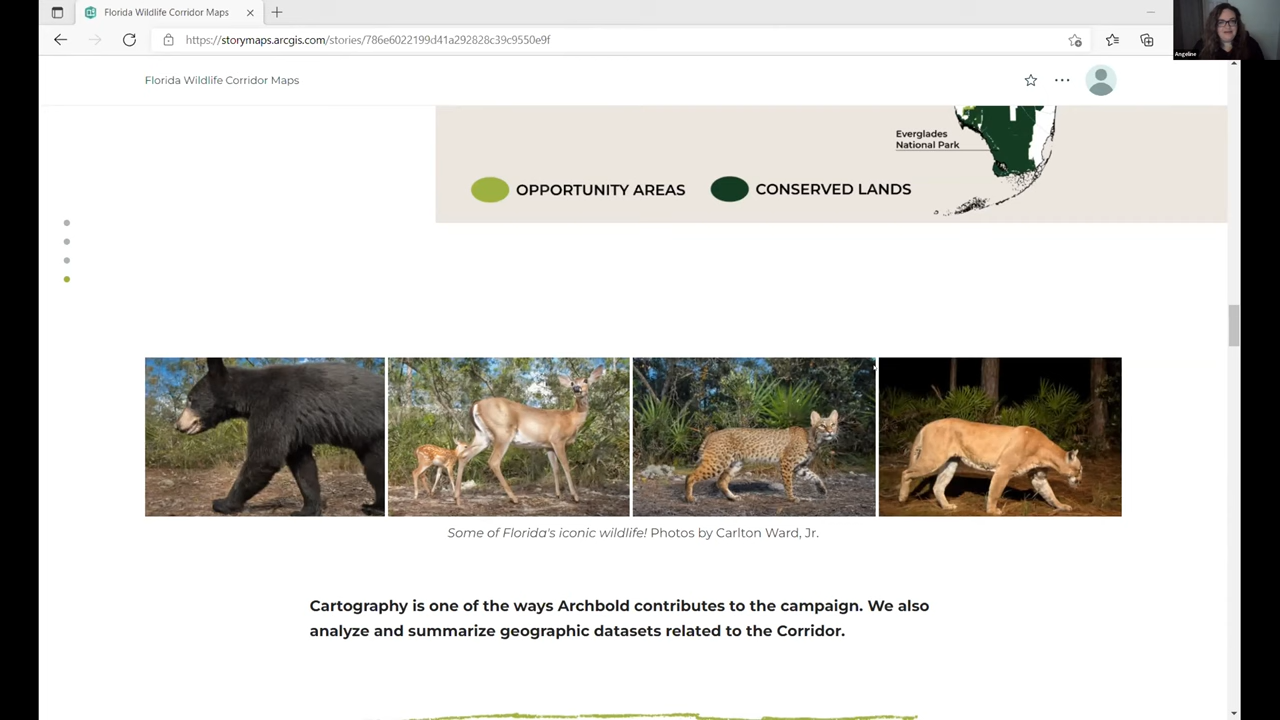 Florida Wildlife Corridor Maps
https://storymaps.arcgis.com/stories/786e6022199d41a292828c39c9550e9f
Angeline
Florida Wildlife Corridor Maps
Everglades
National Park
OPPORTUNITY AREAS
CONSERVED LANDS
Some of Florida's iconic wildlife! Photos by Carlton Ward, Jr.
Cartography is one of the ways Archbold contributes to the campaign. We also
analyze and summarize geographic datasets related to the Corridor.